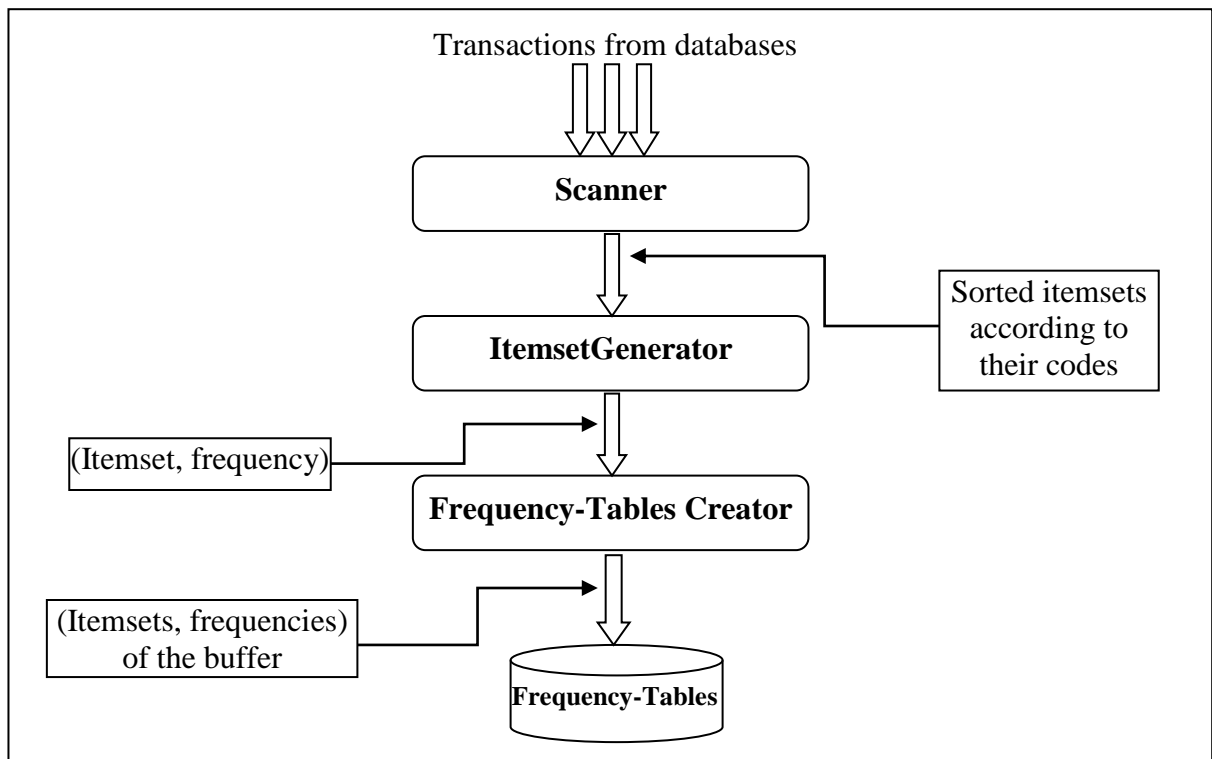 Transactions from databases
Scanner
Sorted itemsets
according to
their codes
ItemsetGenerator
(Itemset, frequency)
Frequency-Tables Creator
(Itemsets, frequencies)
of the buffer
Frequency-Tables